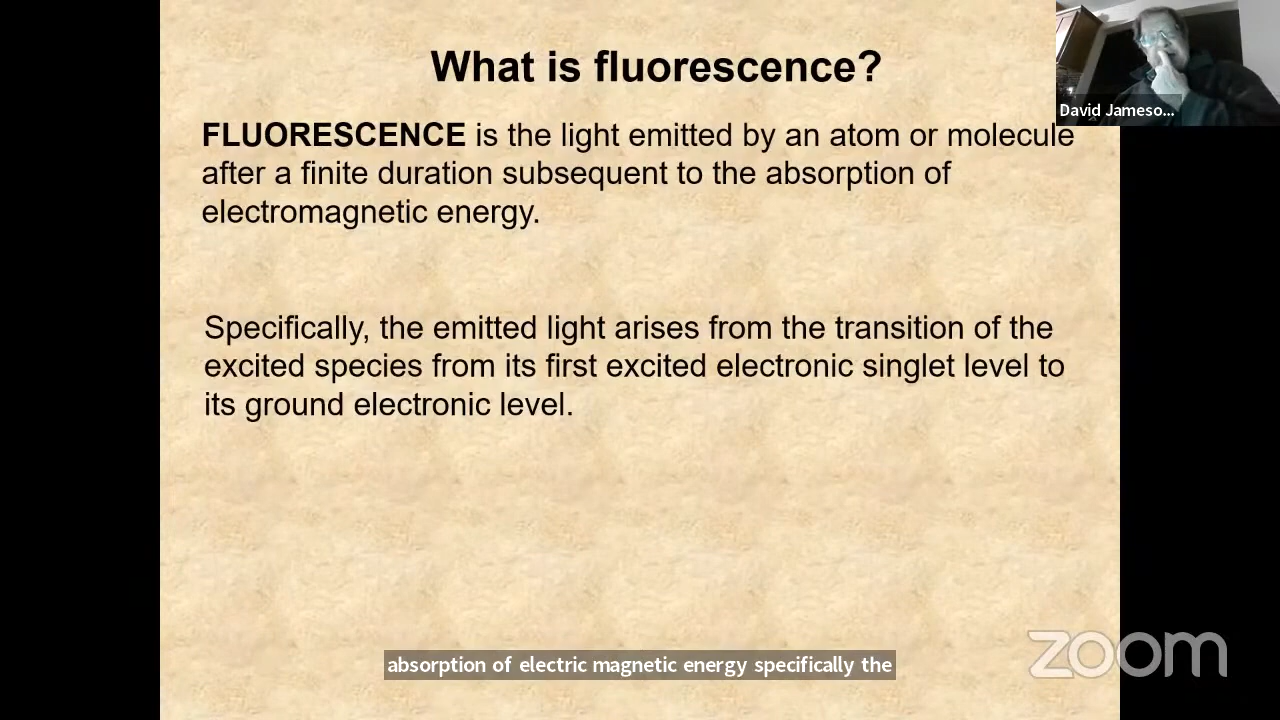 What is fluorescence?
David Jameso...
FLUORESCENCE is the light emitted by an atom or molecule
after a finite duration subsequent to the absorption of
electromagnetic energy.
Specifically, the emitted light arises from the transition of the
excited species from its first excited electronic singlet level to
its ground electronic level.
absorption of electric magnetic energy specifically the
zoom